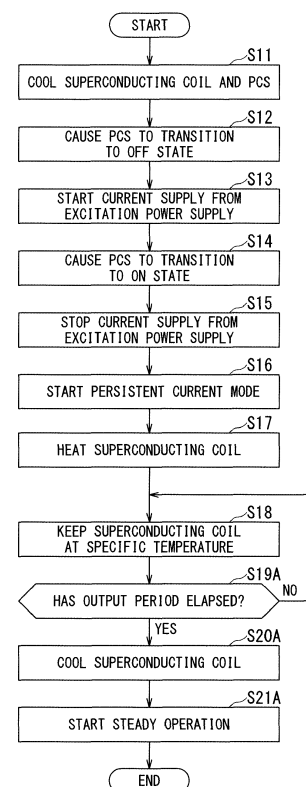 START
S11
COOL SUPERCONDUCTING COIL AND PCS
S12
CAUSE PCS TO TRANSITION
TO OFF STATE
S13
START CURRENT SUPPLY FROM
EXCITATION POWER SUPPLY
S14
CAUSE PCS TO TRANSITION
TO ON STATE
S15
STOP CURRENT SUPPLY FROM
EXCITATION POWER SUPPLY
S16
START PERSISTENT CURRENT MODE
S17
HEAT SUPERCONDUCTING COIL
S18
KEEP SUPERCONDUCTING COIL
AT SPECIFIC TEMPERATURE
S19A
HAS OUTPUT PERIOD ELAPSED?
NO
YES
S20A
COOL SUPERCONDUCTING COIL
S21A
START STEADY OPERATION
END